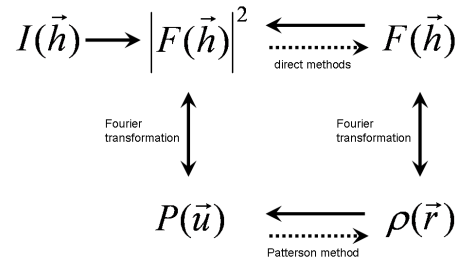 I(h⃗) → |F(h⃗)|² F(h⃗)
direct methods
Fourier transformation Fourier transformation
P(u⃗) ρ(r⃗)
Patterson method